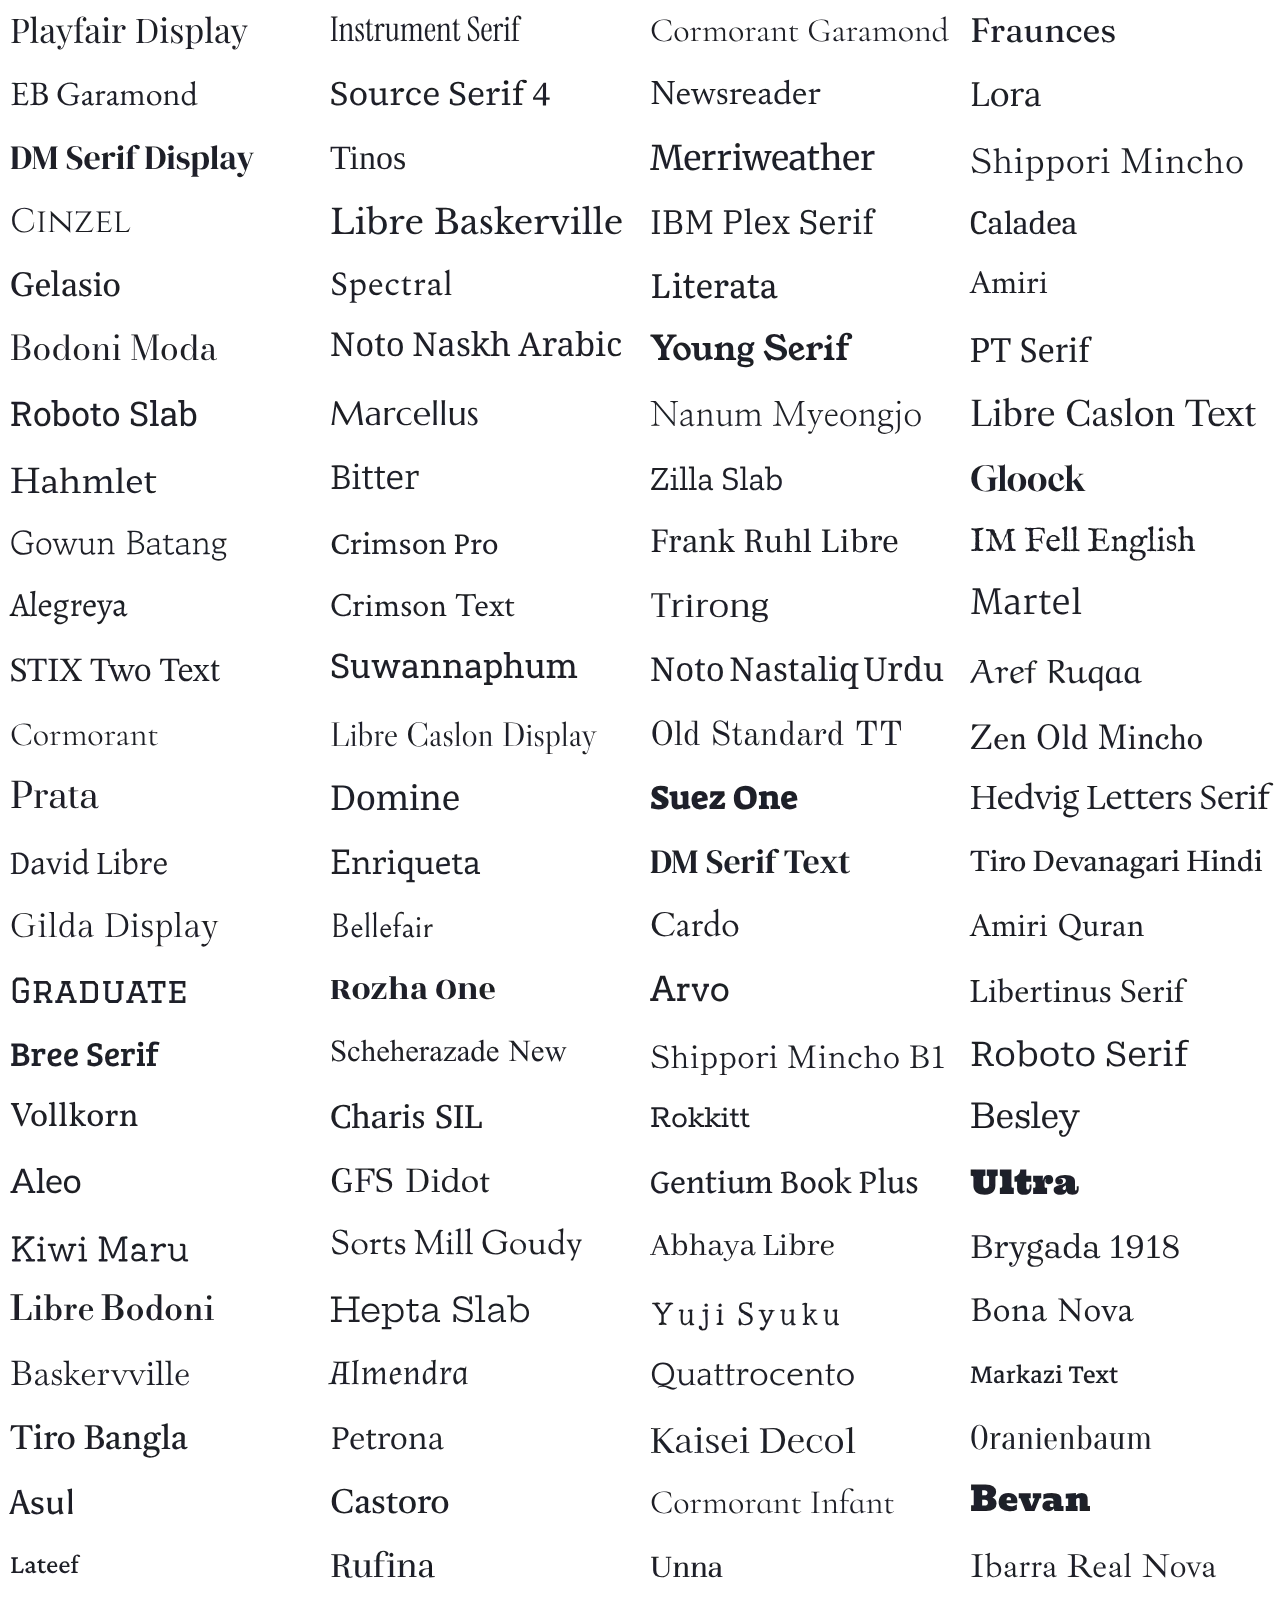 Playfair Display Instrument Serif Cormorant Garamond Fraunces
EB Garamond Source Serif 4 Newsreader Lora
DM Serif Display Tinos Merriweather Shippori Mincho
CINZEL Libre Baskerville IBM Plex Serif Caladea
Gelasio Spectral Literata Amiri
Bodoni Moda Noto Naskh Arabic Young Serif PT Serif
Roboto Slab Marcellus Nanum Myeongjo Libre Caslon Text
Hahmlet Bitter Zilla Slab Gloock
Gowun Batang Crimson Pro Frank Ruhl Libre IM Fell English
Alegreya Crimson Text Trirong Martel
STIX Two Text Suwannaphum Noto Nastaliq Urdu Aref Ruqaa
Cormorant Libre Caslon Display Old Standard TT Zen Old Mincho
Prata Domine Suez One Hedvig Letters Serif
David Libre Enriqueta DM Serif Text Tiro Devanagari Hindi
Gilda Display Bellefair Cardo Amiri Quran
GRADUATE Rozha One Arvo Libertinus Serif
Bree Serif Scheherazade New Shippori Mincho B1 Roboto Serif
Vollkorn Charis SIL Rokkitt Besley
Aleo GFS Didot Gentium Book Plus Ultra
Kiwi Maru Sorts Mill Goudy Abhaya Libre Brygada 1918
Libre Bodoni Hepta Slab Yuji Syuku Bona Nova
Baskervville Almendra Quattrocento Markazi Text
Tiro Bangla Petrona Kaisei Decol Oranienbaum
Asul Castoro Cormorant Infant Bevan
Lateef Rufina Unna Ibarra Real Nova